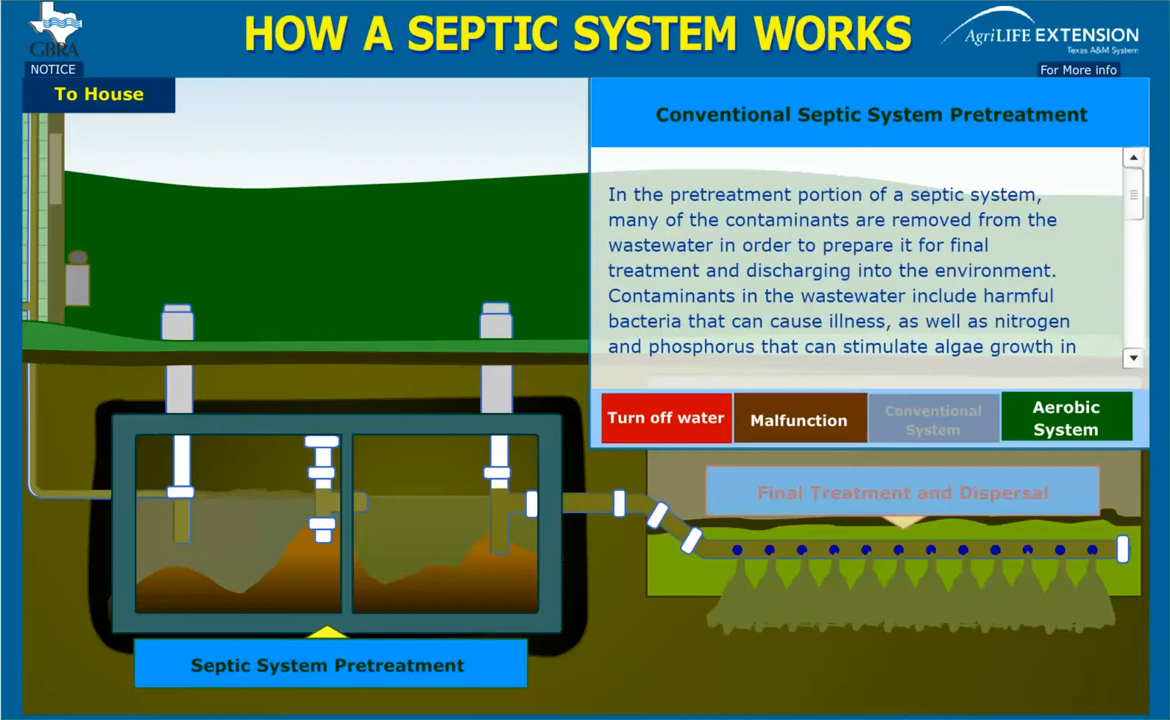 HOW A SEPTIC SYSTEM WORKS
GBRA
NOTICE
AgriLIFE EXTENSION
Texas A&M System
For More info
To House
Conventional Septic System Pretreatment
In the pretreatment portion of a septic system,
many of the contaminants are removed from the
wastewater in order to prepare it for final
treatment and discharging into the environment.
Contaminants in the wastewater include harmful
bacteria that can cause illness, as well as nitrogen
and phosphorus that can stimulate algae growth in
Turn off water
Malfunction
Conventional
System
Aerobic
System
Final Treatment and Dispersal
Septic System Pretreatment